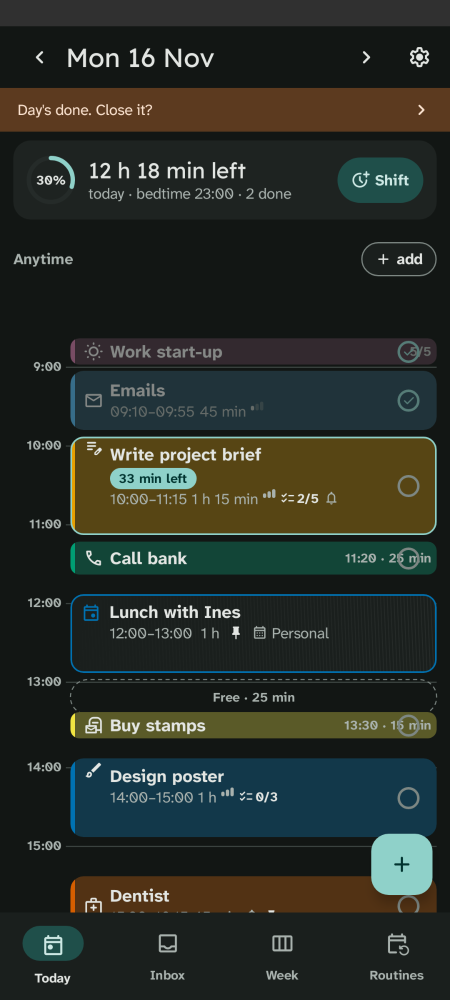 Mon 16 Nov
Day's done. Close it?
30%
12 h 18 min left
today · bedtime 23:00 · 2 done
Shift
Anytime
+ add
Work start-up
5/5
9:00
Emails
09:10–09:55 45 min
10:00
Write project brief
33 min left
10:00–11:15 1 h 15 min 2/5
11:00
Call bank
11:20 · 25 min
12:00
Lunch with Ines
12:00–13:00 1 h Personal
13:00
Free · 25 min
Buy stamps
13:30 · 15 min
14:00
Design poster
14:00–15:00 1 h 0/3
15:00
Dentist
Today
Inbox
Week
Routines